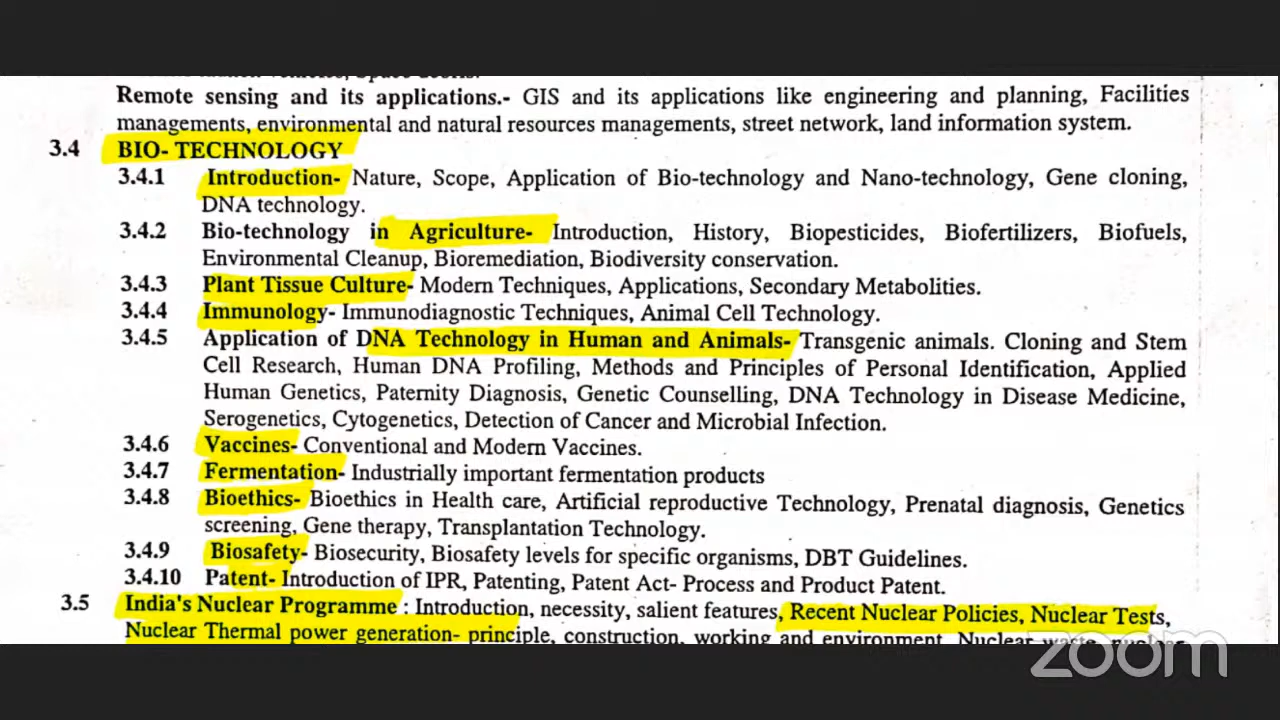 launch vehicles, Space debris.
Remote sensing and its applications.- GIS and its applications like engineering and planning, Facilities
managements, environmental and natural resources managements, street network, land information system.
3.4 BIO- TECHNOLOGY
3.4.1 Introduction- Nature, Scope, Application of Bio-technology and Nano-technology, Gene cloning,
DNA technology.
3.4.2 Bio-technology in Agriculture- Introduction, History, Biopesticides, Biofertilizers, Biofuels,
Environmental Cleanup, Bioremediation, Biodiversity conservation.
3.4.3 Plant Tissue Culture- Modern Techniques, Applications, Secondary Metabolities.
3.4.4 Immunology- Immunodiagnostic Techniques, Animal Cell Technology.
3.4.5 Application of DNA Technology in Human and Animals- Transgenic animals. Cloning and Stem
Cell Research, Human DNA Profiling, Methods and Principles of Personal Identification, Applied
Human Genetics, Paternity Diagnosis, Genetic Counselling, DNA Technology in Disease Medicine,
Serogenetics, Cytogenetics, Detection of Cancer and Microbial Infection.
3.4.6 Vaccines- Conventional and Modern Vaccines.
3.4.7 Fermentation- Industrially important fermentation products
3.4.8 Bioethics- Bioethics in Health care, Artificial reproductive Technology, Prenatal diagnosis, Genetics
screening, Gene therapy, Transplantation Technology.
3.4.9 Biosafety- Biosecurity, Biosafety levels for specific organisms, DBT Guidelines.
3.4.10 Patent- Introduction of IPR, Patenting, Patent Act- Process and Product Patent.
3.5 India's Nuclear Programme : Introduction, necessity, salient features, Recent Nuclear Policies, Nuclear Tests,
Nuclear Thermal power generation- principle, construction, working and environment, Nuclear waste, nuclear
zoom